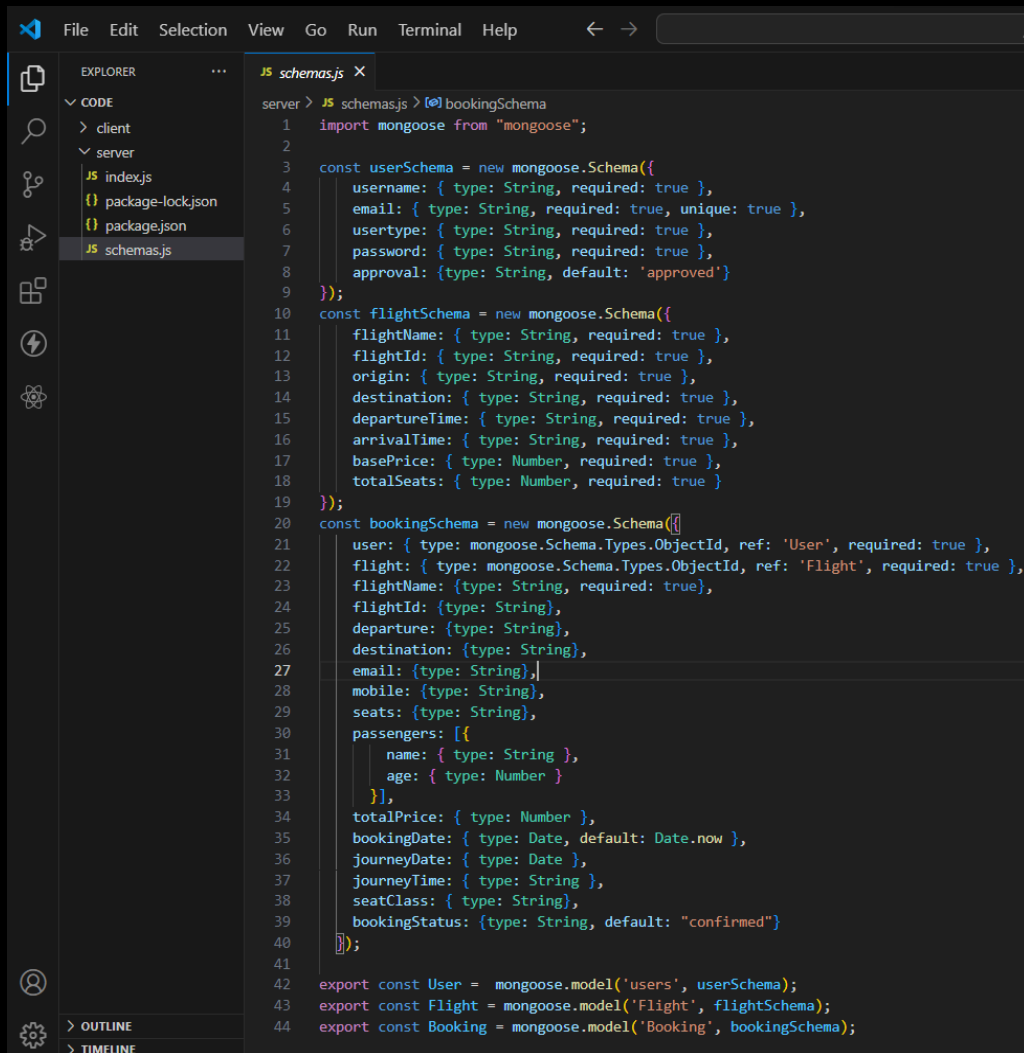 File Edit Selection View Go Run Terminal Help
EXPLORER
CODE
client
server
JS index.js
{} package-lock.json
{} package.json
JS schemas.js
OUTLINE
TIMELINE
JS schemas.js
server > JS schemas.js > bookingSchema
1 import mongoose from "mongoose";
2
3 const userSchema = new mongoose.Schema({
4     username: { type: String, required: true },
5     email: { type: String, required: true, unique: true },
6     usertype: { type: String, required: true },
7     password: { type: String, required: true },
8     approval: {type: String, default: 'approved'}
9 });
10 const flightSchema = new mongoose.Schema({
11     flightName: { type: String, required: true },
12     flightId: { type: String, required: true },
13     origin: { type: String, required: true },
14     destination: { type: String, required: true },
15     departureTime: { type: String, required: true },
16     arrivalTime: { type: String, required: true },
17     basePrice: { type: Number, required: true },
18     totalSeats: { type: Number, required: true }
19 });
20 const bookingSchema = new mongoose.Schema({
21     user: { type: mongoose.Schema.Types.ObjectId, ref: 'User', required: true },
22     flight: { type: mongoose.Schema.Types.ObjectId, ref: 'Flight', required: true },
23     flightName: {type: String, required: true},
24     flightId: {type: String},
25     departure: {type: String},
26     destination: {type: String},
27     email: {type: String},
28     mobile: {type: String},
29     seats: {type: String},
30     passengers: [{
31         name: { type: String },
32         age: { type: Number }
33       }],
34     totalPrice: { type: Number },
35     bookingDate: { type: Date, default: Date.now },
36     journeyDate: { type: Date },
37     journeyTime: { type: String },
38     seatClass: { type: String},
39     bookingStatus: {type: String, default: "confirmed"}
40   });
41
42 export const User =  mongoose.model('users', userSchema);
43 export const Flight = mongoose.model('Flight', flightSchema);
44 export const Booking = mongoose.model('Booking', bookingSchema);